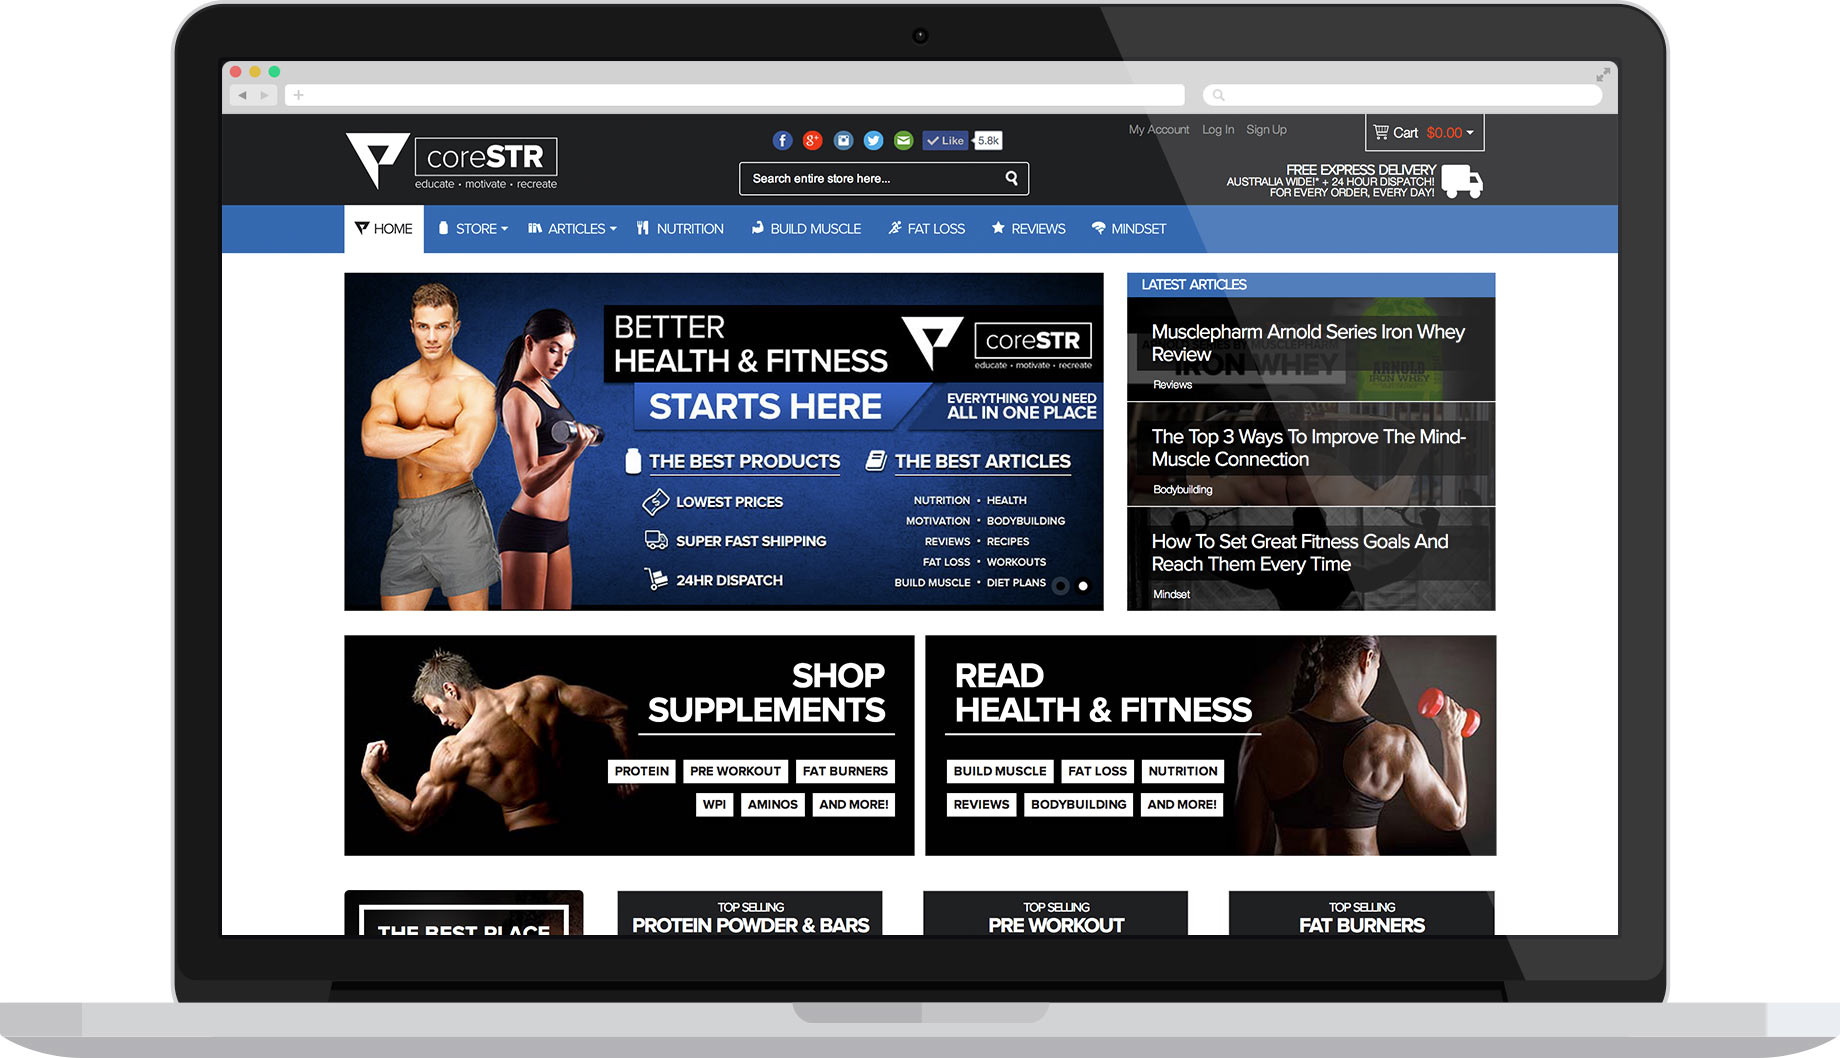 coreSTR
educate • motivate • recreate
Like
5.8k
Search entire store here...
My Account Log In Sign Up
Cart $0.00
FREE EXPRESS DELIVERY
AUSTRALIA WIDE!* + 24 HOUR DISPATCH!
FOR EVERY ORDER, EVERY DAY!
HOME STORE ARTICLES NUTRITION BUILD MUSCLE FAT LOSS REVIEWS MINDSET
BETTER
HEALTH & FITNESS
coreSTR
educate • motivate • recreate
STARTS HERE
EVERYTHING YOU NEED
ALL IN ONE PLACE
THE BEST PRODUCTS
LOWEST PRICES
SUPER FAST SHIPPING
24HR DISPATCH
THE BEST ARTICLES
NUTRITION • HEALTH
MOTIVATION • BODYBUILDING
REVIEWS • RECIPES
FAT LOSS • WORKOUTS
BUILD MUSCLE • DIET PLANS
LATEST ARTICLES
Musclepharm Arnold Series Iron Whey
Review
IRON WHEY
ARNOLD
IRON WHEY
Reviews
The Top 3 Ways To Improve The Mind-
Muscle Connection
Bodybuilding
How To Set Great Fitness Goals And
Reach Them Every Time
Mindset
SHOP
SUPPLEMENTS
PROTEIN PRE WORKOUT FAT BURNERS
WPI AMINOS AND MORE!
READ
HEALTH & FITNESS
BUILD MUSCLE FAT LOSS NUTRITION
REVIEWS BODYBUILDING AND MORE!
THE BEST PLACE
TOP SELLING
PROTEIN POWDER & BARS
TOP SELLING
PRE WORKOUT
TOP SELLING
FAT BURNERS